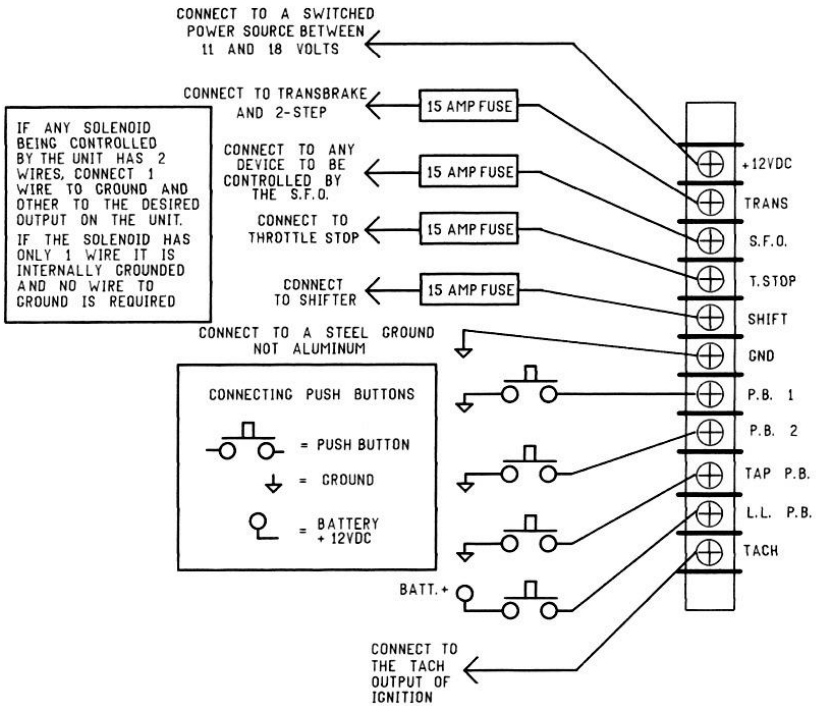 CONNECT TO A SWITCHED
POWER SOURCE BETWEEN
11 AND 18 VOLTS
CONNECT TO TRANSBRAKE
AND 2-STEP
15 AMP FUSE
IF ANY SOLENOID
BEING CONTROLLED
BY THE UNIT HAS 2
WIRES, CONNECT 1
WIRE TO GROUND AND
OTHER TO THE DESIRED
OUTPUT ON THE UNIT.
IF THE SOLENOID HAS
ONLY 1 WIRE IT IS
INTERNALLY GROUNDED
AND NO WIRE TO
GROUND IS REQUIRED
CONNECT TO ANY
DEVICE TO BE
CONTROLLED BY
THE S.F.O.
15 AMP FUSE
CONNECT TO
THROTTLE STOP
15 AMP FUSE
CONNECT
TO SHIFTER
15 AMP FUSE
CONNECT TO A STEEL GROUND
NOT ALUMINUM
CONNECTING PUSH BUTTONS
= PUSH BUTTON
= GROUND
= BATTERY
+ 12VDC
BATT. +
CONNECT TO
THE TACH
OUTPUT OF
IGNITION
+12VDC
TRANS
S.F.O.
T.STOP
SHIFT
GND
P.B. 1
P.B. 2
TAP P.B.
L.L. P.B.
TACH